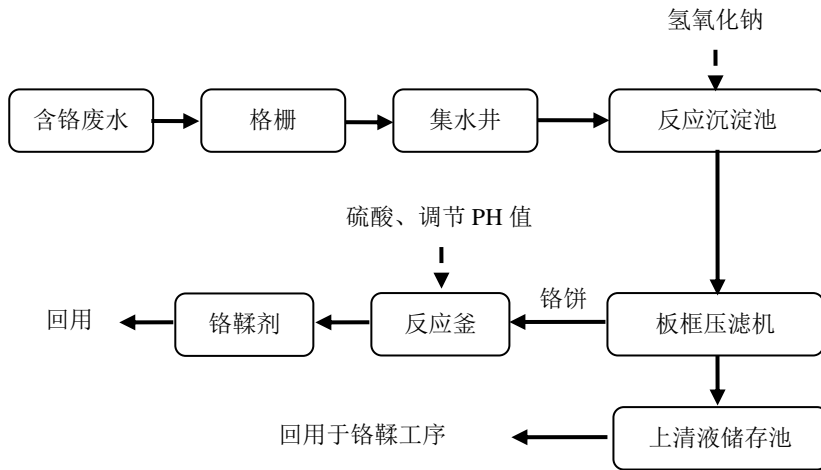 氢氧化钠
含铬废水
格栅
集水井
反应沉淀池
硫酸、调节 PH 值
回用
铬鞣剂
反应釜
铬饼
板框压滤机
回用于铬鞣工序
上清液储存池